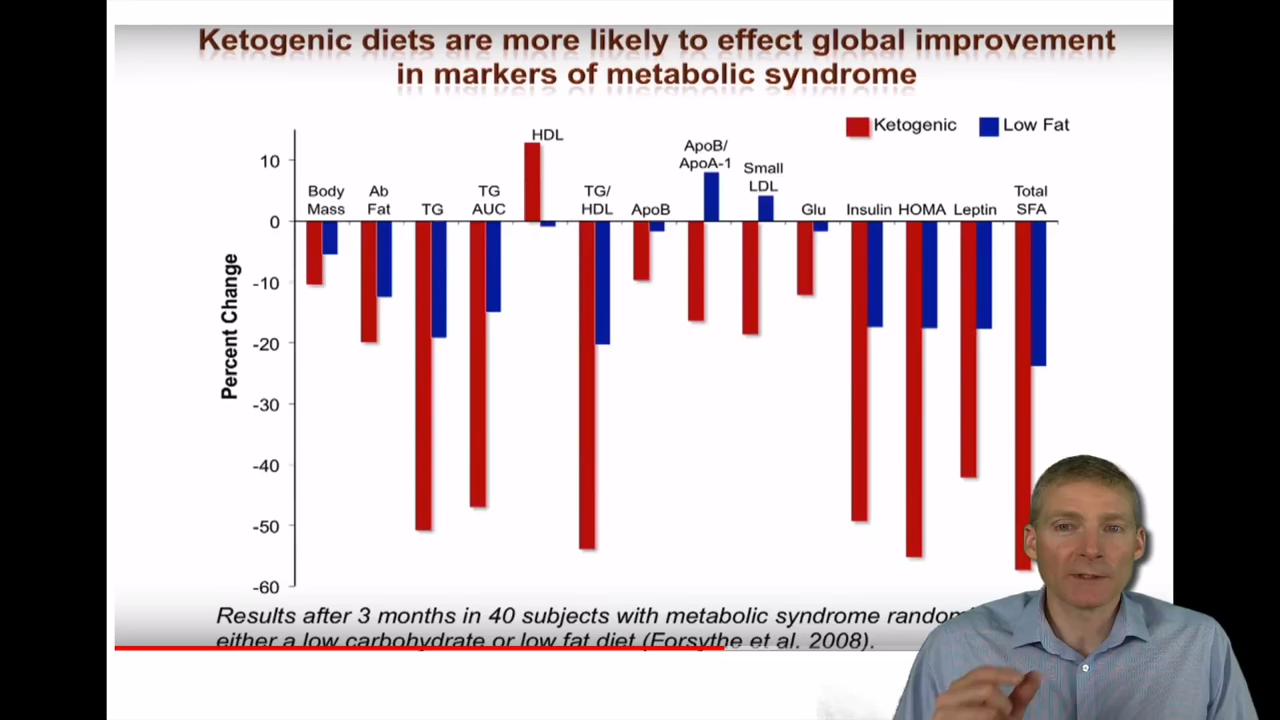 Ketogenic diets are more likely to effect global improvement
in markers of metabolic syndrome
Ketogenic
Low Fat
Percent Change
10
0
-10
-20
-30
-40
-50
-60
Body
Mass
Ab
Fat
TG
TG
AUC
HDL
TG/
HDL
ApoB
ApoB/
ApoA-1
Small
LDL
Glu
Insulin
HOMA
Leptin
Total
SFA
Results after 3 months in 40 subjects with metabolic syndrome
either a low carbohydrate or low fat diet (Forsythe et al. 2008).